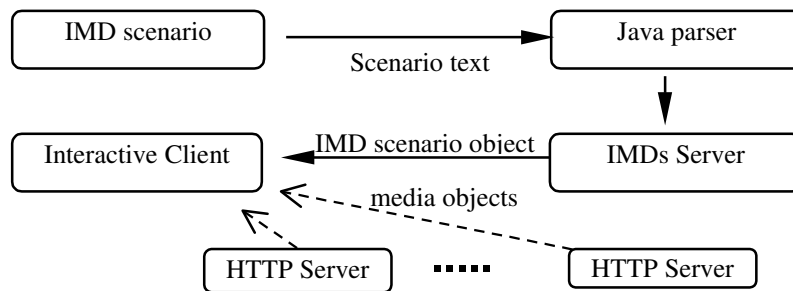 IMD scenario
Java parser
Scenario text
IMD scenario object
Interactive Client
IMDs Server
media objects
HTTP Server
HTTP Server